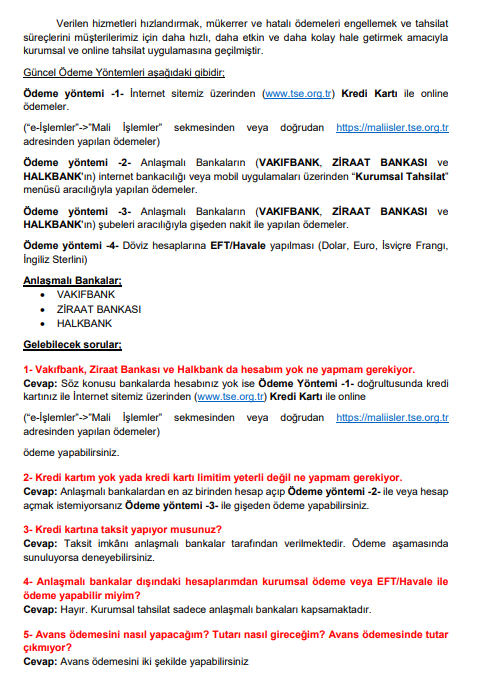 Verilen hizmetleri hızlandırmak, mükerrer ve hatalı ödemeleri engellemek ve tahsilat
süreçlerini müşterilerimiz için daha hızlı, daha etkin ve daha kolay hale getirmek amacıyla
kurumsal ve online tahsilat uygulamasına geçilmiştir.
Güncel Ödeme Yöntemleri aşağıdaki gibidir;
Ödeme yöntemi -1- İnternet sitemiz üzerinden (www.tse.org.tr) Kredi Kartı ile online
ödemeler.
("e-İşlemler"->"Mali İşlemler" sekmesinden veya doğrudan https://maliisler.tse.org.tr
adresinden yapılan ödemeler)
Ödeme yöntemi -2- Anlaşmalı Bankaların (VAKIFBANK, ZİRAAT BANKASI ve
HALKBANK'ın) internet bankacılığı veya mobil uygulamaları üzerinden "Kurumsal Tahsilat"
menüsü aracılığıyla yapılan ödemeler.
Ödeme yöntemi -3- Anlaşmalı Bankaların (VAKIFBANK, ZİRAAT BANKASI ve
HALKBANK'ın) şubeleri aracılığıyla gişeden nakit ile yapılan ödemeler.
Ödeme yöntemi -4- Döviz hesaplarına EFT/Havale yapılması (Dolar, Euro, İsviçre Frangı,
İngiliz Sterlini)
Anlaşmalı Bankalar;
• VAKIFBANK
• ZİRAAT BANKASI
• HALKBANK
Gelebilecek sorular;
1- Vakıfbank, Ziraat Bankası ve Halkbank da hesabım yok ne yapmam gerekiyor.
Cevap: Söz konusu bankalarda hesabınız yok ise Ödeme Yöntemi -1- doğrultusunda kredi
kartınız ile İnternet sitemiz üzerinden (www.tse.org.tr) Kredi Kartı ile online
("e-İşlemler"->"Mali İşlemler" sekmesinden veya doğrudan https://maliisler.tse.org.tr
adresinden yapılan ödemeler)
ödeme yapabilirsiniz.
2- Kredi kartım yok yada kredi kartı limitim yeterli değil ne yapmam gerekiyor.
Cevap: Anlaşmalı bankalardan en az birinden hesap açıp Ödeme yöntemi -2- ile veya hesap
açmak istemiyorsanız Ödeme yöntemi -3- ile gişeden ödeme yapabilirsiniz.
3- Kredi kartına taksit yapıyor musunuz?
Cevap: Taksit imkânı anlaşmalı bankalar tarafından verilmektedir. Ödeme aşamasında
sunuluyorsa deneyebilirsiniz.
4- Anlaşmalı bankalar dışındaki hesaplarımdan kurumsal ödeme veya EFT/Havale ile
ödeme yapabilir miyim?
Cevap: Hayır. Kurumsal tahsilat sadece anlaşmalı bankaları kapsamaktadır.
5- Avans ödemesini nasıl yapacağım? Tutarı nasıl gireceğim? Avans ödemesinde tutar
çıkmıyor?
Cevap: Avans ödemesini iki şekilde yapabilirsiniz